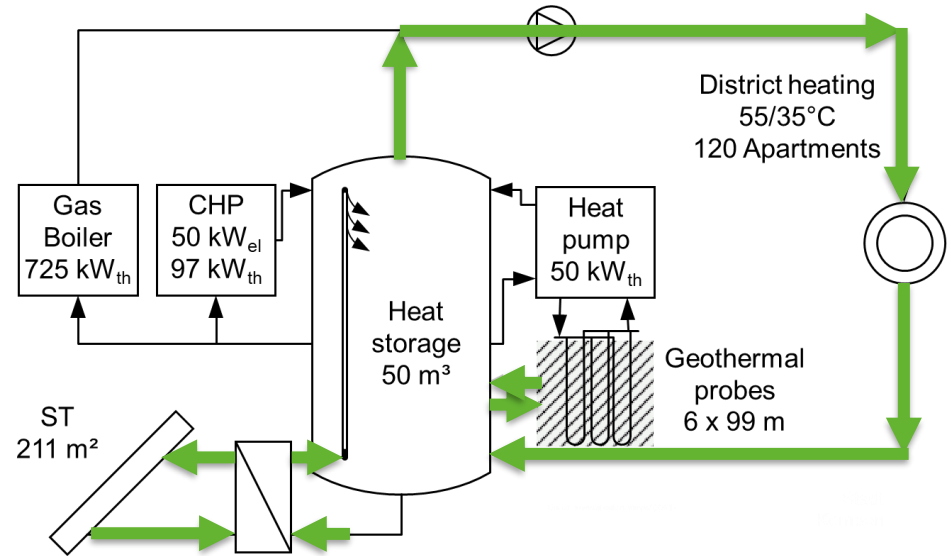 District heating
55/35°C
120 Apartments
Gas
Boiler
725 kWth
CHP
50 kWel
97 kWth
Heat
pump
50 kWth
Heat
storage
50 m³
Geothermal
probes
6 x 99 m
ST
211 m²